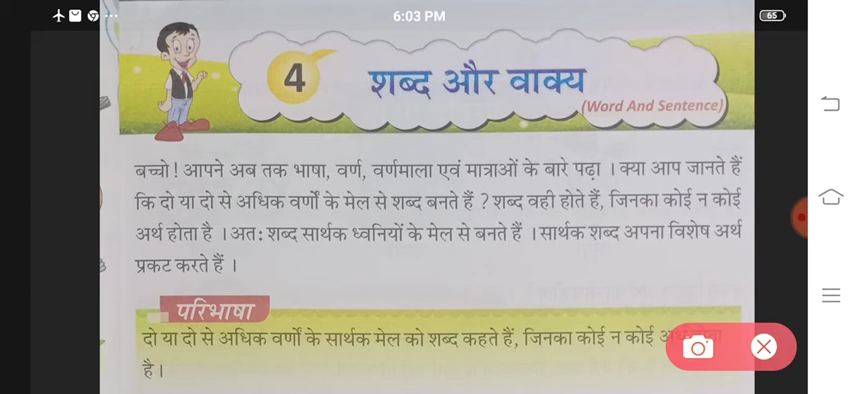 6:03 PM
65
4
शब्द और वाक्य
(Word And Sentence)
बच्चो ! आपने अब तक भाषा, वर्ण, वर्णमाला एवं मात्राओं के बारे पढ़ा । क्या आप जानते हैं
कि दो या दो से अधिक वर्णों के मेल से शब्द बनते हैं ? शब्द वही होते हैं, जिनका कोई न कोई
अर्थ होता है । अतः शब्द सार्थक ध्वनियों के मेल से बनते हैं । सार्थक शब्द अपना विशेष अर्थ
प्रकट करते हैं ।
परिभाषा
दो या दो से अधिक वर्णों के सार्थक मेल को शब्द कहते हैं, जिनका कोई न कोई अर्थ होता
है।